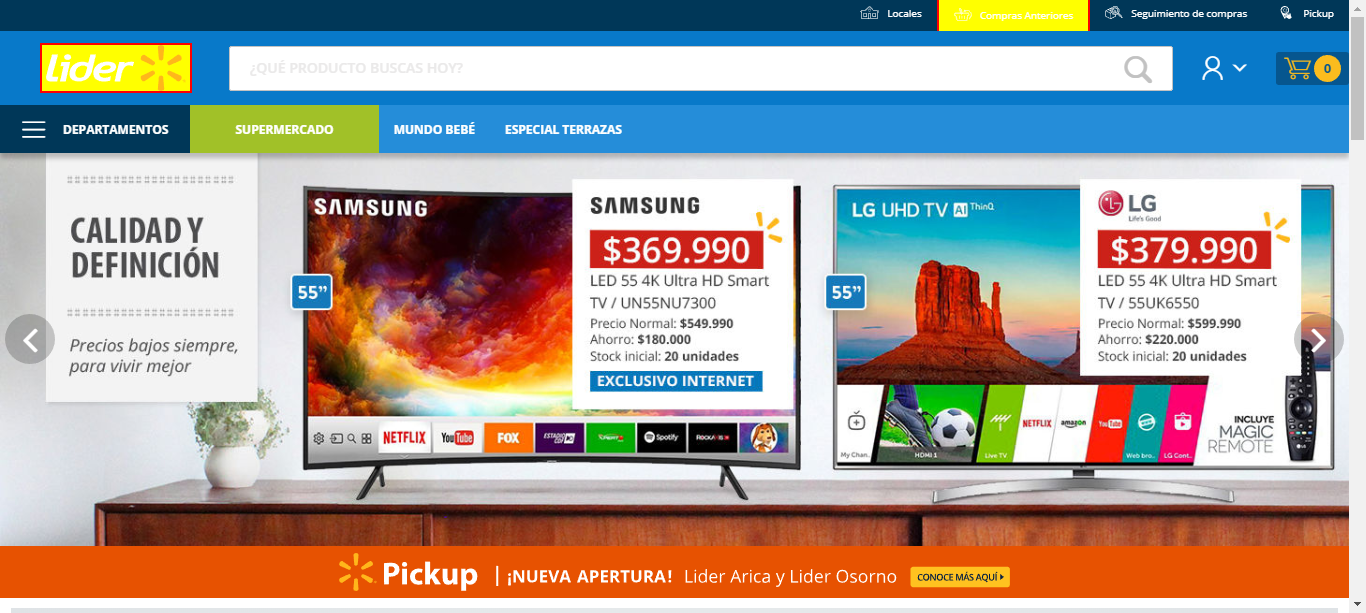 Locales
Compras Anteriores
Seguimiento de compras
Pickup
Lider
¿QUÉ PRODUCTO BUSCAS HOY?
0
DEPARTAMENTOS
SUPERMERCADO
MUNDO BEBÉ
ESPECIAL TERRAZAS
CALIDAD Y
DEFINICIÓN
Precios bajos siempre,
para vivir mejor
SAMSUNG
55”
SAMSUNG
$369.990
LED 55 4K Ultra HD Smart
TV / UN55NU7300
Precio Normal: $549.990
Ahorro: $180.000
Stock inicial: 20 unidades
EXCLUSIVO INTERNET
NETFLIX
YouTube
FOX
Spotify
LG UHD TV AI ThinQ
55”
LG
Life's Good
$379.990
LED 55 4K Ultra HD Smart
TV / 55UK6550
Precio Normal: $599.990
Ahorro: $220.000
Stock inicial: 20 unidades
My Chan.
HDMI 1
Live TV
NETFLIX
amazon
YouTube
Web bro..
LG Cont..
INCLUYE
MAGIC
REMOTE
LG
Pickup
¡NUEVA APERTURA! Lider Arica y Lider Osorno
CONOCE MÁS AQUÍ